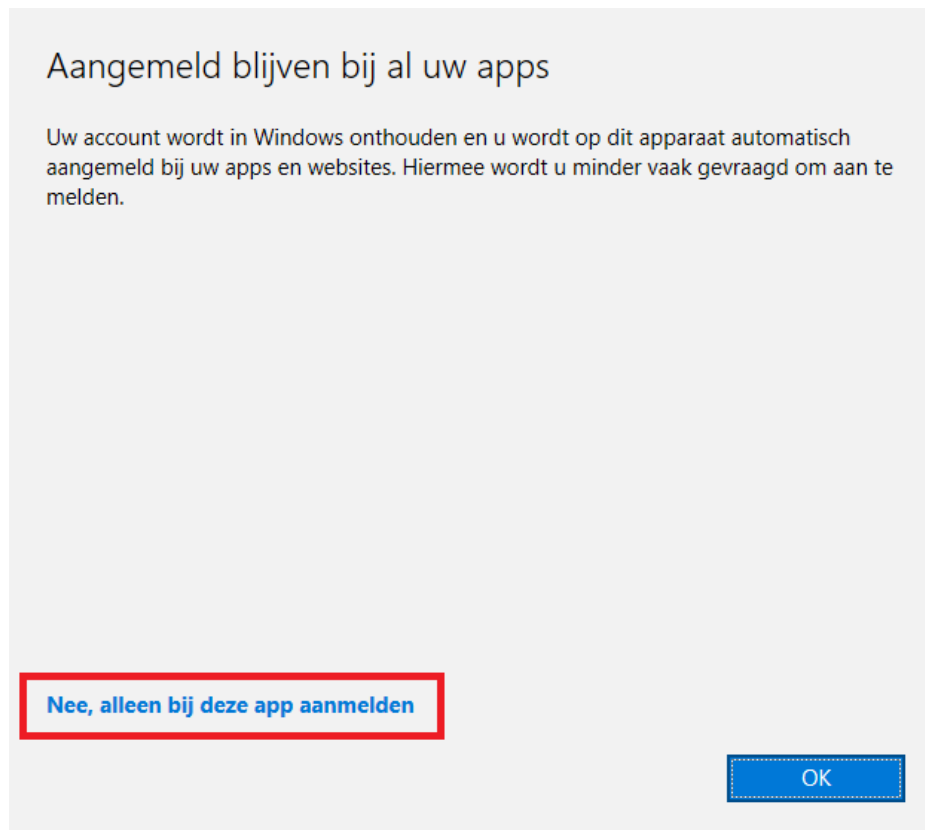 Aangemeld blijven bij al uw apps
Uw account wordt in Windows onthouden en u wordt op dit apparaat automatisch
aangemeld bij uw apps en websites. Hiermee wordt u minder vaak gevraagd om aan te
melden.
Nee, alleen bij deze app aanmelden
OK